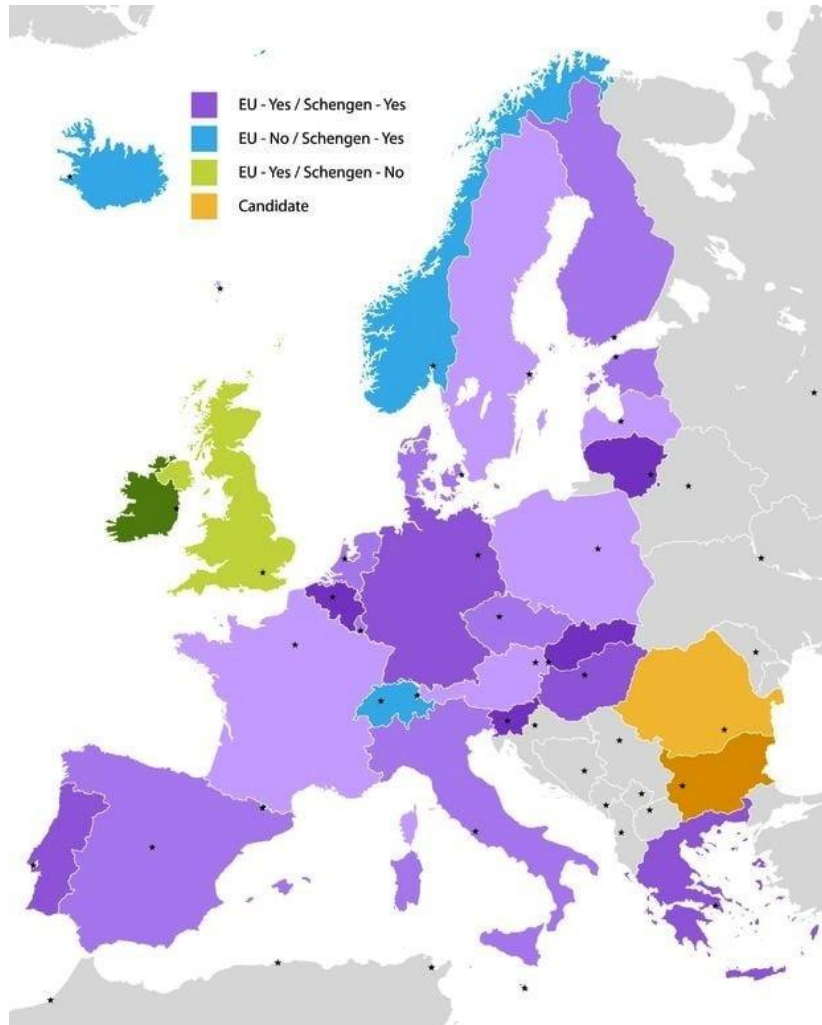 EU - Yes / Schengen - Yes
EU - No / Schengen - Yes
EU - Yes / Schengen - No
Candidate